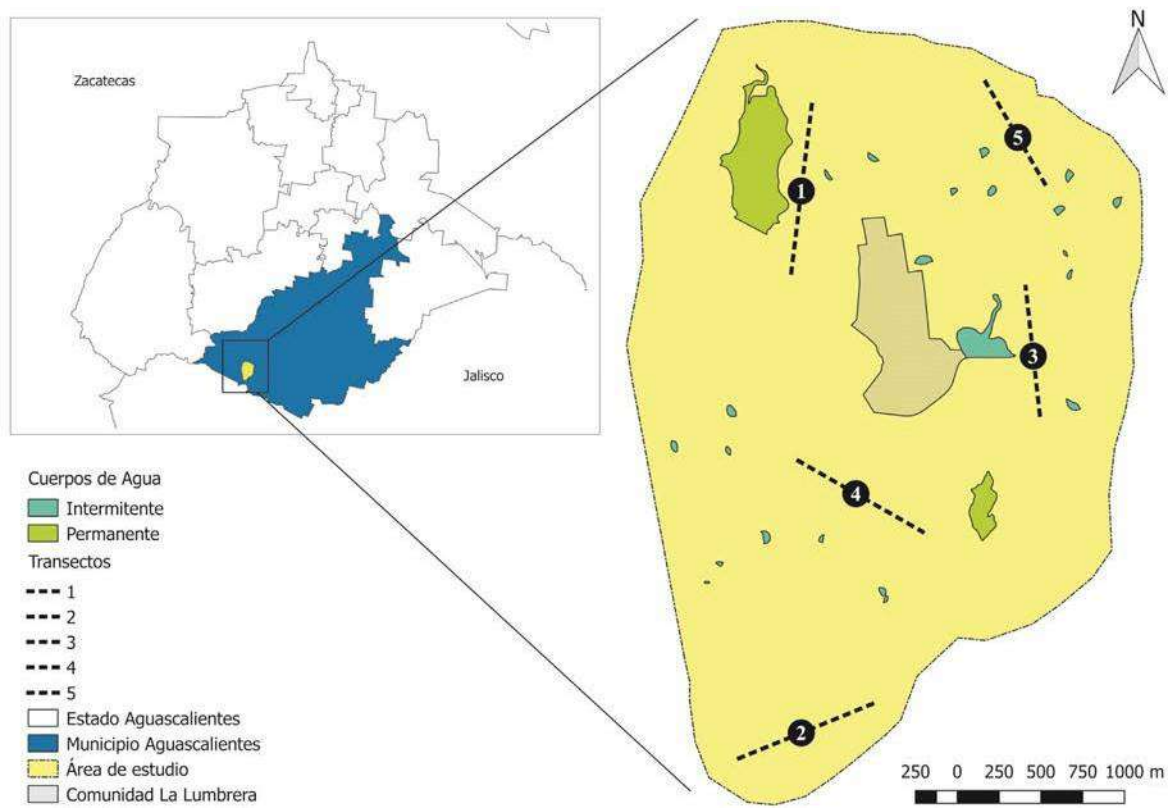 Zacatecas
Jalisco
N
1
5
3
4
2
Cuerpos de Agua
Intermitente
Permanente
Transectos
1
2
3
4
5
Estado Aguascalientes
Municipio Aguascalientes
Área de estudio
Comunidad La Lumbrera
250 0 250 500 750 1000 m